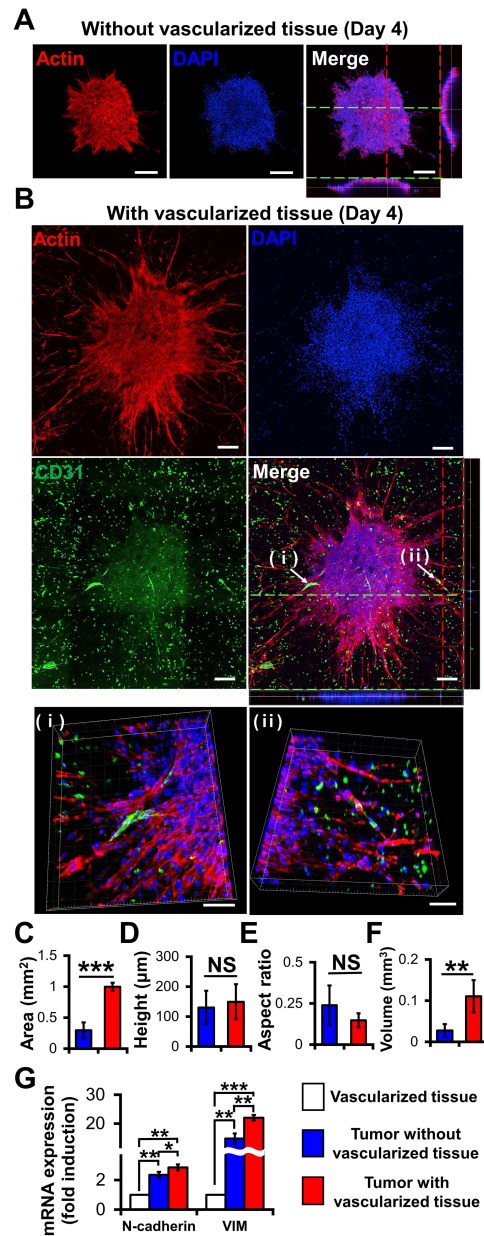 A
Without vascularized tissue (Day 4)
Actin
DAPI
Merge
B
With vascularized tissue (Day 4)
Actin
DAPI
CD31
Merge
( i )
(ii)
( i )
(ii)
C
D
E
F
Area (mm2)
1.5
1
0.5
0
***
Height (μm)
300
200
100
0
NS
Aspect ratio
0.5
0.25
0
NS
Volume (mm3)
0.2
0.1
0
**
G
mRNA expression
(fold induction)
30
20
10
2
0
**
**
*
***
**
**
N-cadherin
VIM
Vascularized tissue
Tumor without
vascularized tissue
Tumor with
vascularized tissue